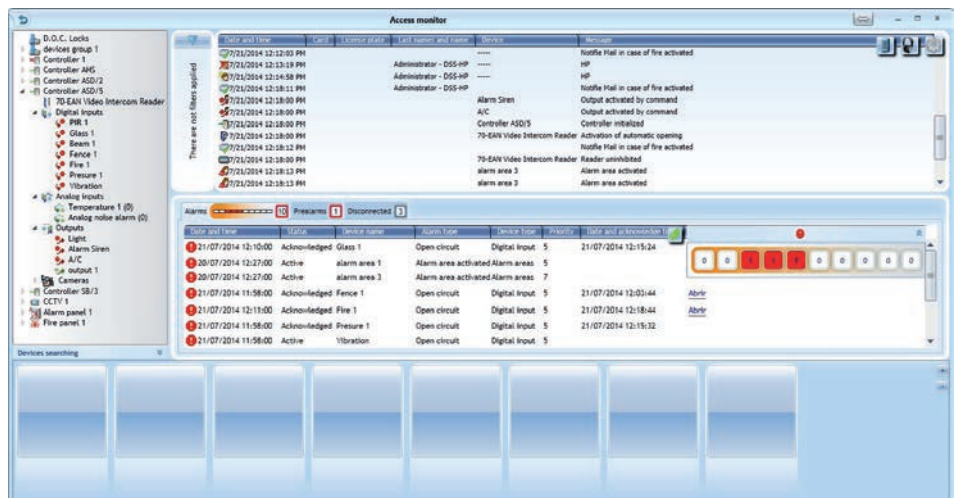 Access monitor
D.O.C. Locks
devices group 1
Controller 1
Controller AHS
Controller ASD/2
Controller ASD/5
70-EAN Video Intercom Reader
Digital Inputs
PIR 1
Glass 1
Beam 1
Fence 1
Fire 1
Presure 1
Vibration
Analog Inputs
Temperature 1 (0)
Analog noise alarm (0)
Outputs
Light
Alarm Siren
A/C
output 1
Cameras
Controller SB/3
CCTV 1
Alarm panel 1
Fire panel 1
Devices searching
There are not filters applied
Date and time Card License plate Last names and name Device Message
7/21/2014 12:12:03 PM ----- Notifie Mail in case of fire activated
7/21/2014 12:13:19 PM Administrator - DSS-HP ----- HP
7/21/2014 12:14:58 PM Administrator - DSS-HP ----- HP
7/21/2014 12:18:11 PM Administrator - DSS-HP Notifie Mail in case of fire activated
7/21/2014 12:18:00 PM Alarm Siren Output activated by command
7/21/2014 12:18:00 PM A/C Output activated by command
7/21/2014 12:18:00 PM Controller ASD/5 Controller initialized
7/21/2014 12:18:00 PM 70-EAN Video Intercom Reader Activation of automatic opening
7/21/2014 12:18:12 PM Notifie Mail in case of fire activated
7/21/2014 12:18:00 PM 70-EAN Video Intercom Reader Reader uninhibited
7/21/2014 12:18:13 PM alarm area 3 Alarm area activated
7/21/2014 12:18:13 PM alarm area 3 Alarm area activated
Alarms 10 Prealarms 1 Disconnected 3
Date and time Status Device name Alarm type Device type Priority Date and acknowledge
21/07/2014 12:10:00 Acknowledged Glass 1 Open circuit Digital Input 5 21/07/2014 12:15:24
20/07/2014 12:27:00 Active alarm area 1 Alarm area activated Alarm areas 5
20/07/2014 12:27:00 Active alarm area 3 Alarm area activated Alarm areas 7
21/07/2014 11:58:00 Acknowledged Fence 1 Open circuit Digital Input 5 21/07/2014 12:03:44 Abrir
21/07/2014 12:11:00 Acknowledged Fire 1 Open circuit Digital Input 5 21/07/2014 12:18:44 Abrir
21/07/2014 11:58:00 Acknowledged Presure 1 Open circuit Digital Input 5 21/07/2014 12:15:32
21/07/2014 11:58:00 Active Vibration Open circuit Digital Input 5
0 0 0 0 0 0 0